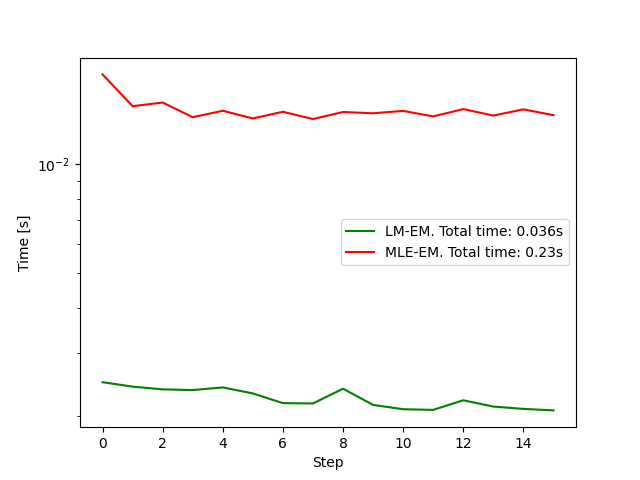 10⁻²
Time [s]
LM-EM. Total time: 0.036s
MLE-EM. Total time: 0.23s
0 2 4 6 8 10 12 14
Step